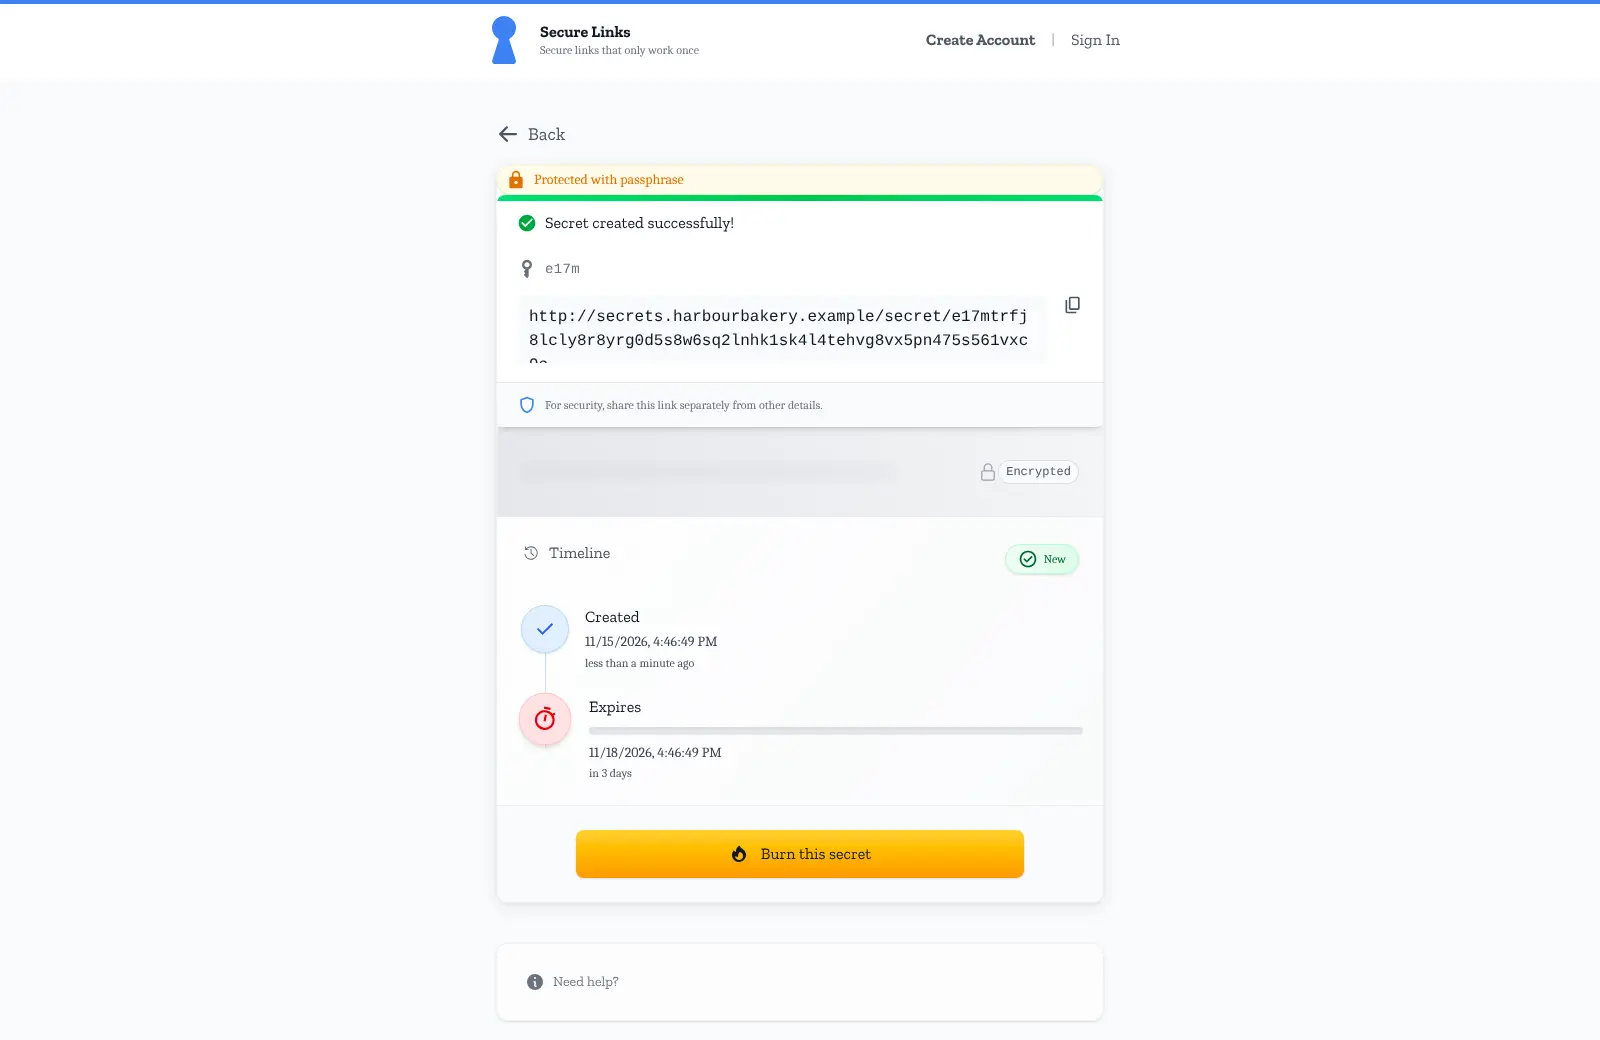 Secure Links
Secure links that only work once
Create Account | Sign In
Back
Protected with passphrase
Secret created successfully!
e17m
http://secrets.harbourbakery.example/secret/e17mtrfj
8lcly8r8yrg0d5s8w6sq2lnhk1sk4l4tehvg8vx5pn475s561vxc
For security, share this link separately from other details.
Encrypted
Timeline
New
Created
11/15/2026, 4:46:49 PM
less than a minute ago
Expires
11/18/2026, 4:46:49 PM
in 3 days
Burn this secret
Need help?